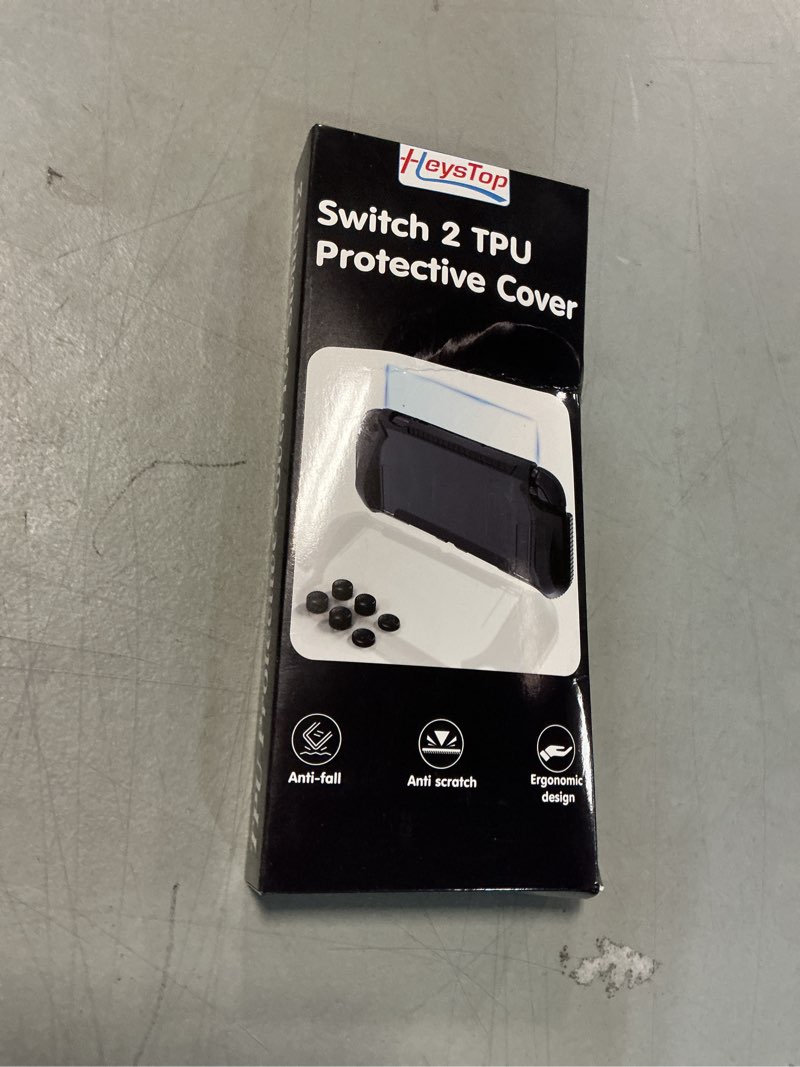 HeysTop
Switch 2 TPU
Protective Cover
Anti-fall
Anti scratch
Ergonomic
design